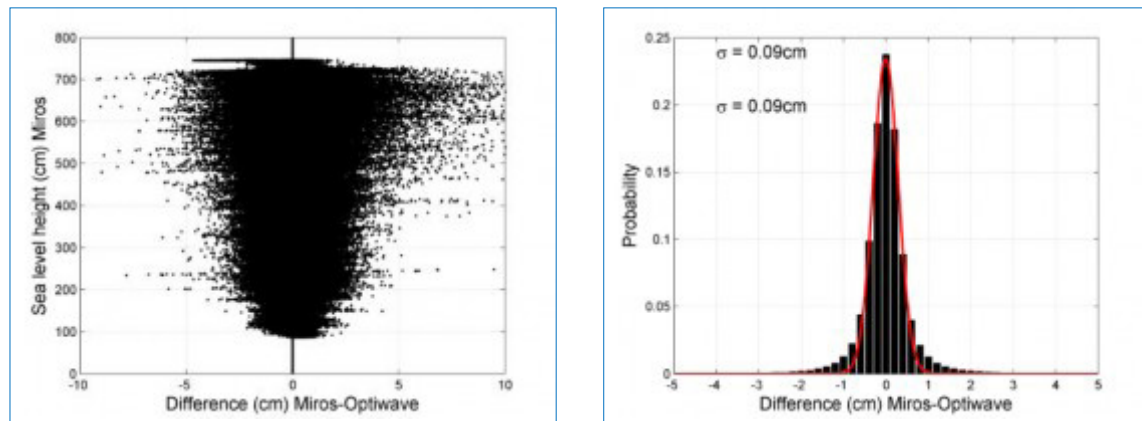 800
700
600
500
400
300
200
100
0
Sea level height (cm) Miros
-10 -5 0 5 10
Difference (cm) Miros-Optiwave
0.25
0.2
0.15
0.1
0.05
0
Probability
σ = 0.09cm
σ = 0.09cm
-5 -4 -3 -2 -1 0 1 2 3 4 5
Difference (cm) Miros-Optiwave